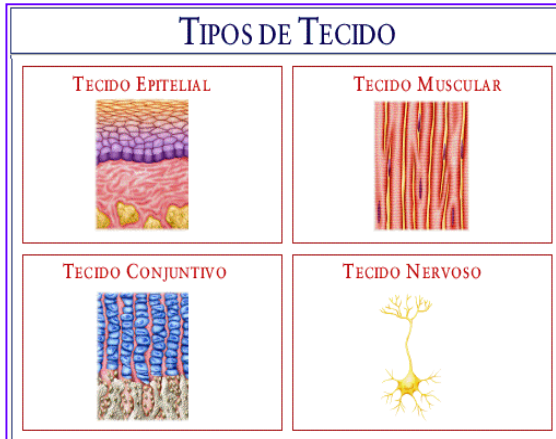 TIPOS DE TECIDO
TECIDO EPITELIAL
TECIDO MUSCULAR
TECIDO CONJUNTIVO
TECIDO NERVOSO